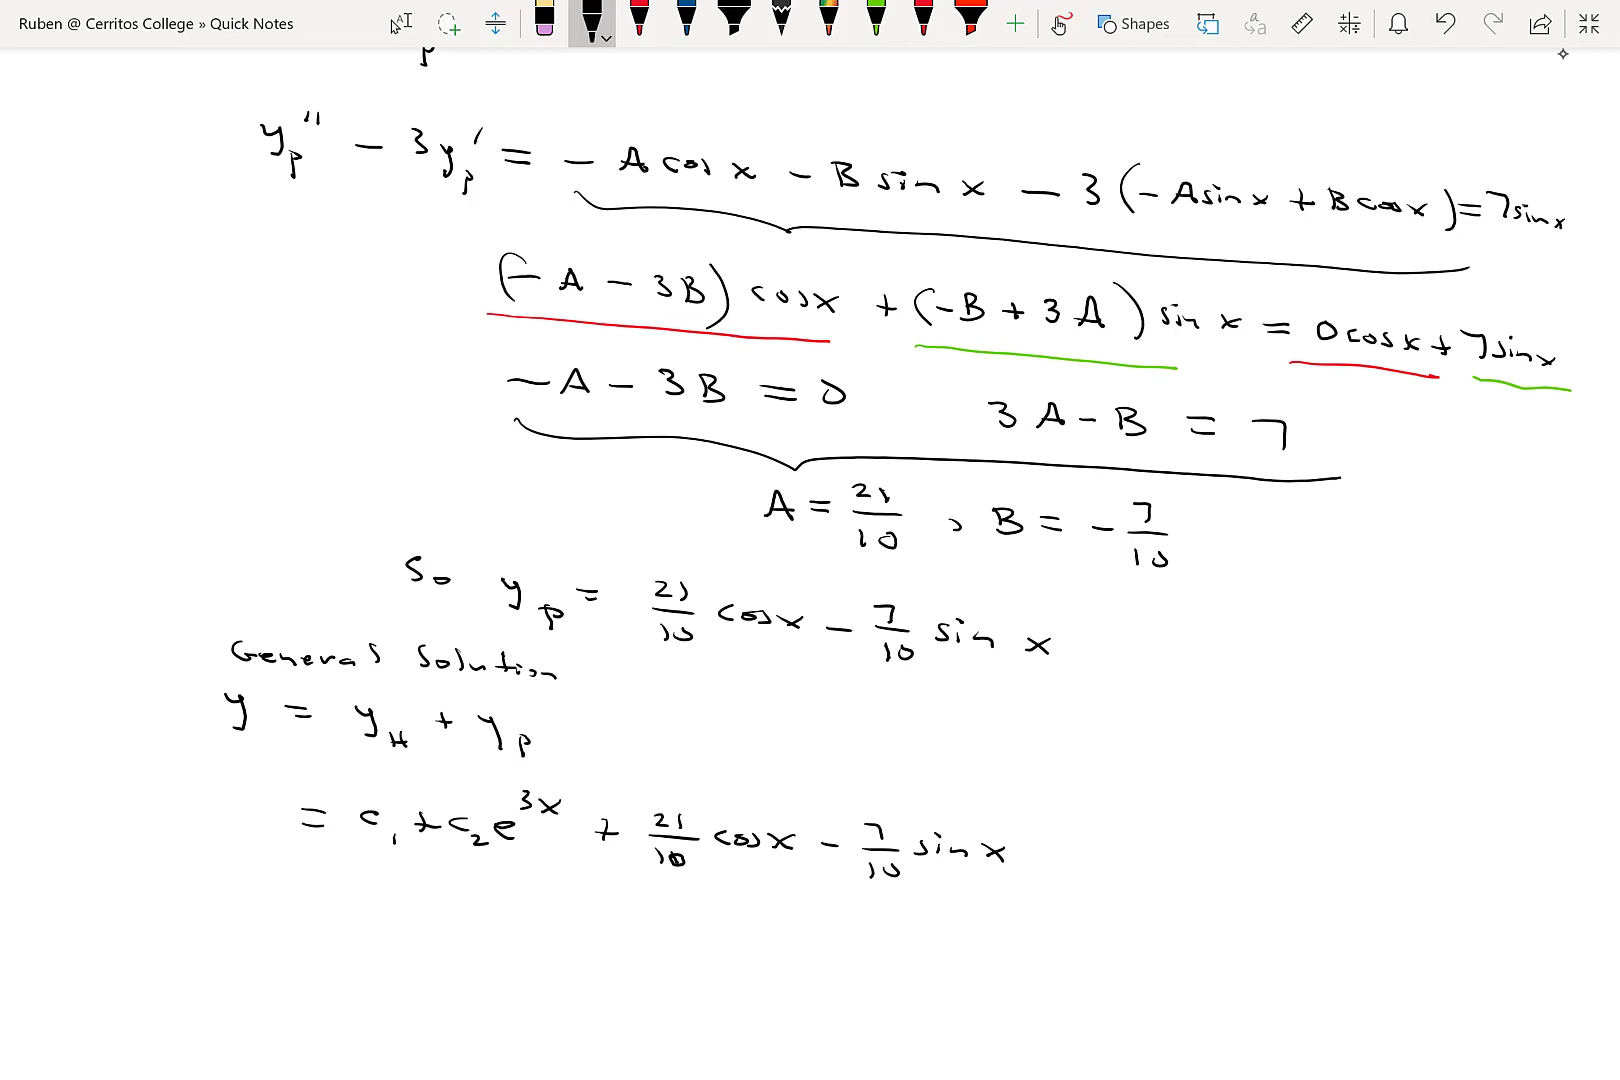 Ruben @ Cerritos College » Quick Notes
Shapes
p
y_p'' - 3y_p' = - A cos x - B sin x - 3 (-A sin x + B cos x) = 7 sin x
(-A - 3B) cos x + (-B + 3A) sin x = 0 cos x + 7 sin x
-A - 3B = 0   3A - B = 7
A = 21/10 , B = - 7/10
So y_p = 21/10 cos x - 7/10 sin x
General Solution
y = y_H + y_p
= c_1 + c_2 e^{3x} + 21/10 cos x - 7/10 sin x